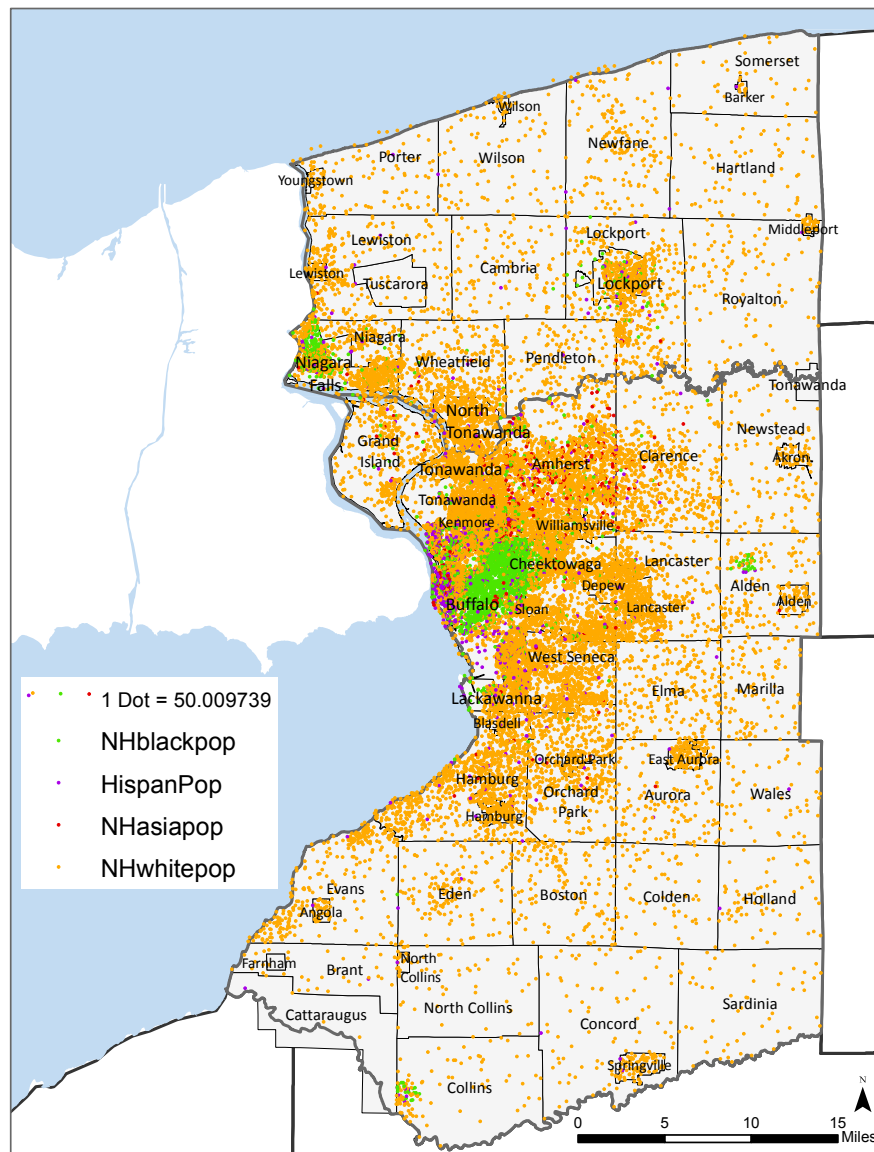 Somerset
Barker
Wilson
Newfane
Porter
Wilson
Hartland
Youngstown
Middleport
Lewiston
Lockport
Lewiston
Tuscarora
Cambria
Lockport
Royalton
Niagara
Niagara
Falls
Wheatfield
Pendleton
Tonawanda
North
Tonawanda
Newstead
Grand
Island
Tonawanda
Amherst
Clarence
Akron
Tonawanda
Kenmore
Williamsville
Cheektowaga
Lancaster
Alden
Depew
Buffalo
Sloan
Lancaster
Alden
West Seneca
Elma
Marilla
Lackawanna
Blasdell
1 Dot = 50.009739
NHblackpop
HispanPop
NHasiapop
NHwhitepop
Orchard Park
East Aurora
Hamburg
Orchard
Park
Aurora
Wales
Hamburg
Evans
Eden
Boston
Colden
Holland
Angola
Farnham
Brant
North
Collins
Cattaraugus
North Collins
Concord
Sardinia
Springville
Collins
N
0 5 10 15
Miles